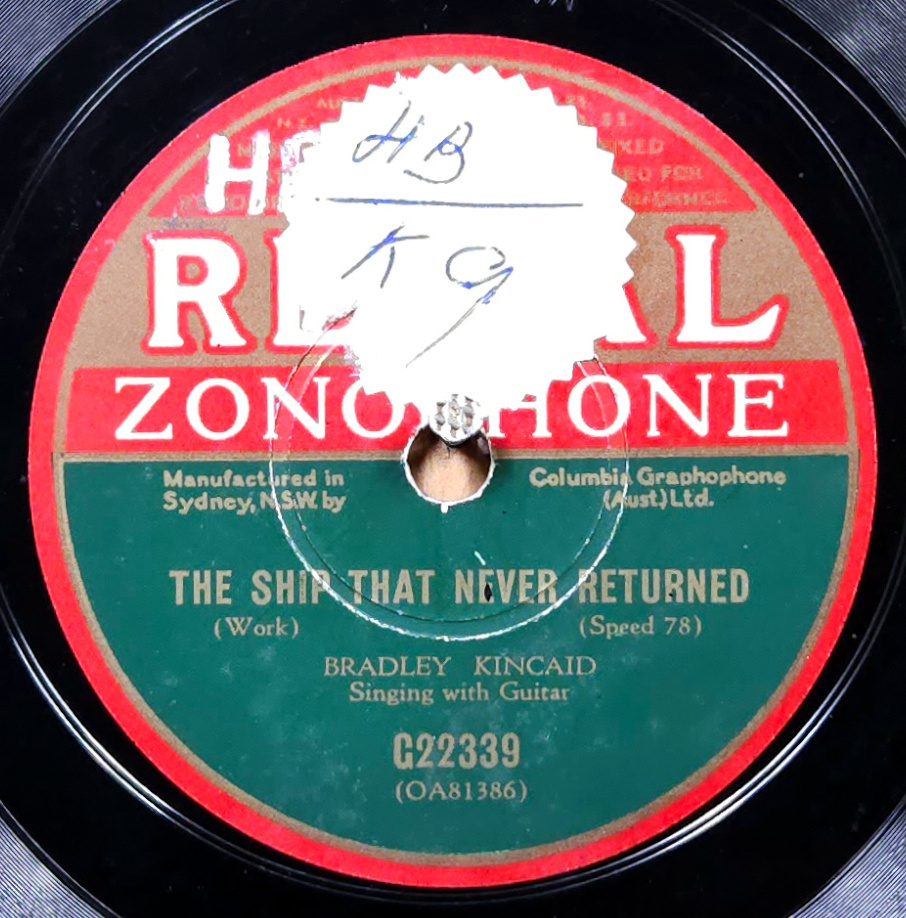 HB
K 9
ZONOPHONE
Manufactured in Columbia Graphophone
Sydney, N.S.W. by (Aust.) Ltd.
THE SHIP THAT NEVER RETURNED
(Work) (Speed 78)
BRADLEY KINCAID
Singing with Guitar
G22339
(OA81386)